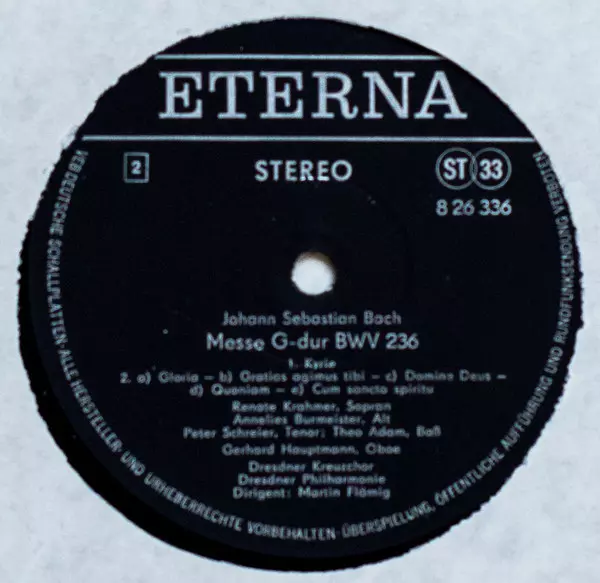 ETERNA
2 STEREO ST 33
8 26 336
Johann Sebastian Bach
Messe G-dur BWV 236
1. Kyrie
2. a) Gloria – b) Gratias agimus tibi – c) Domine Deus –
d) Quoniam – e) Cum sancto spiritu
Renate Krahmer, Sopran
Annelies Burmeister, Alt
Peter Schreier, Tenor; Theo Adam, Baß
Gerhard Hauptmann, Oboe
Dresdner Kreuzchor
Dresdner Philharmonie
Dirigent: Martin Flämig
VEB DEUTSCHE SCHALLPLATTEN · ALLE HERSTELLER- UND URHEBERRECHTE VORBEHALTEN · ÜBERSPIELUNG, ÖFFENTLICHE AUFFÜHRUNG UND RUNDFUNKSENDUNG VERBOTEN